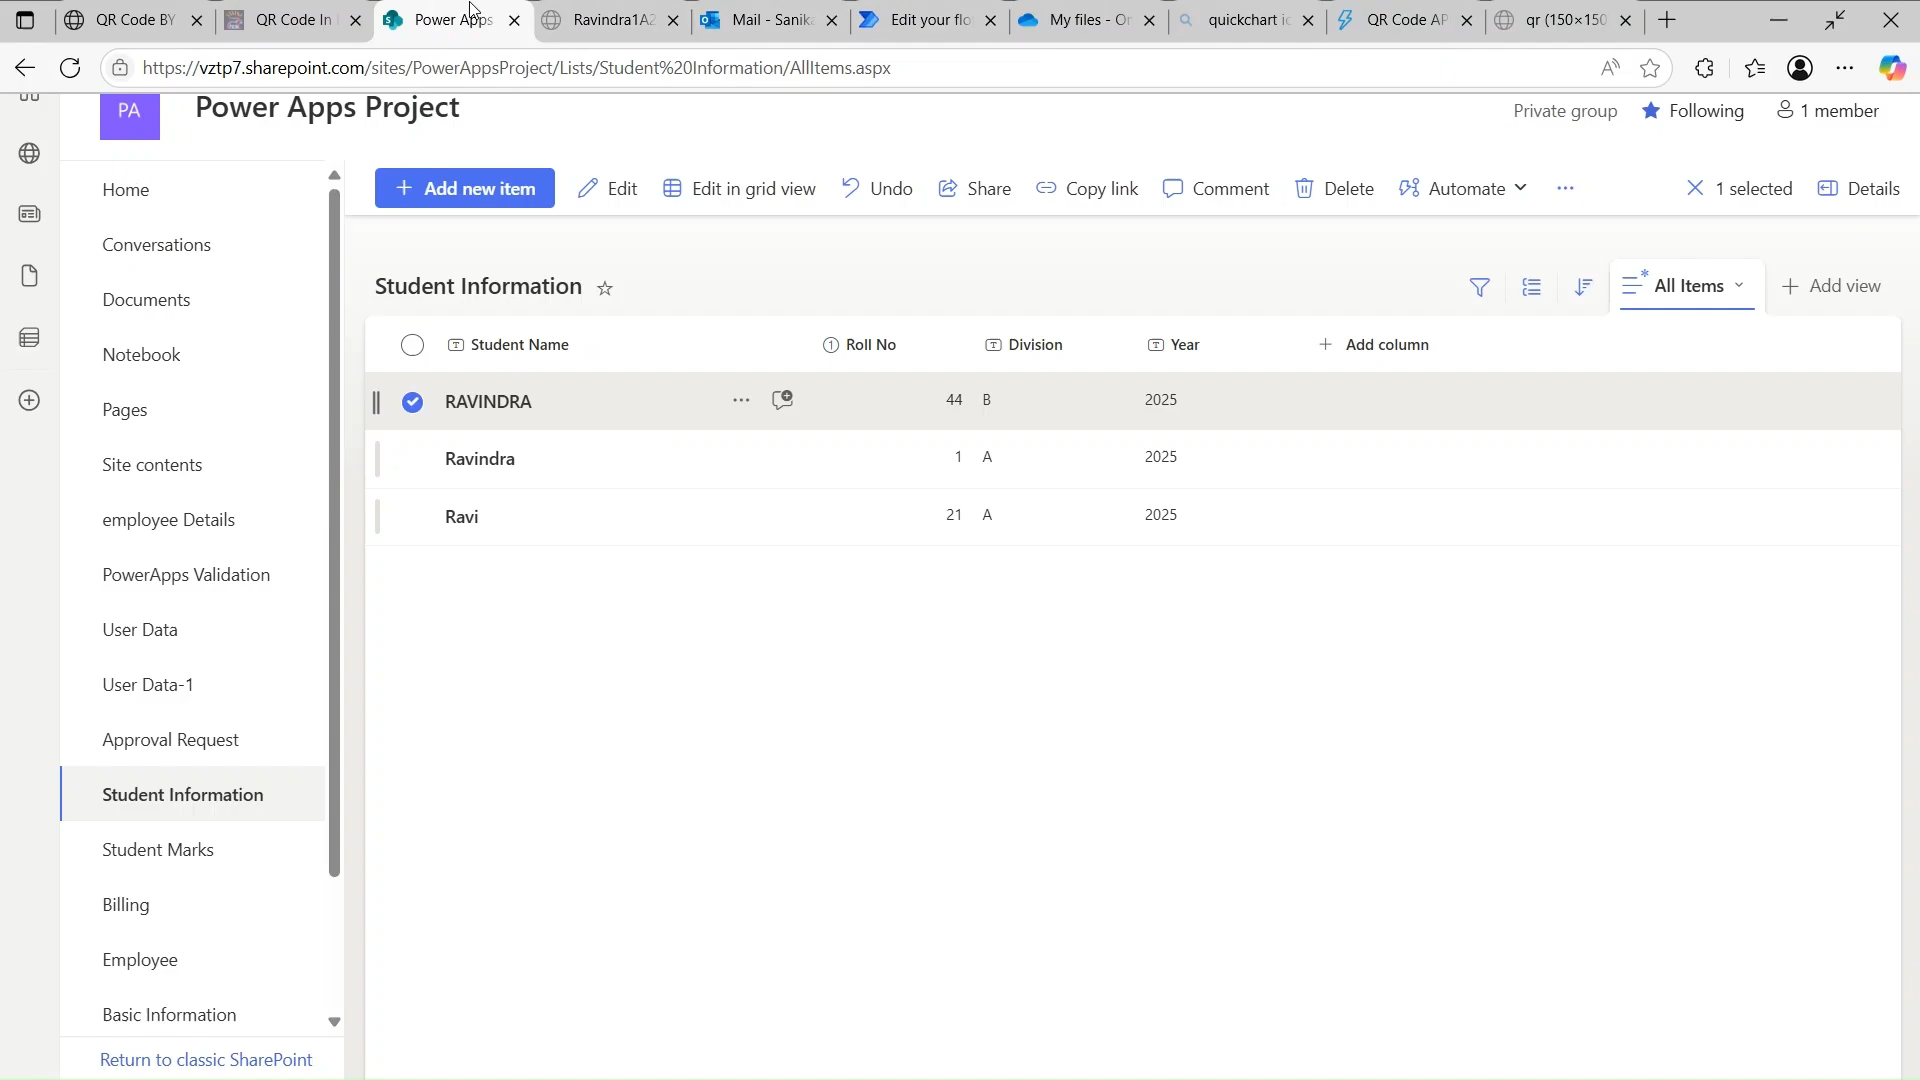 QR Code BY
QR Code In
Power Apps
Ravindra1A2
Mail - Sanika
Edit your flo
My files - On
quickchart io
QR Code AP
qr (150×150
https://vztp7.sharepoint.com/sites/PowerAppsProject/Lists/Student%20Information/AllItems.aspx
PA
Power Apps Project
Private group
Following
1 member
Home
Conversations
Documents
Notebook
Pages
Site contents
employee Details
PowerApps Validation
User Data
User Data-1
Approval Request
Student Information
Student Marks
Billing
Employee
Basic Information
Return to classic SharePoint
Add new item
Edit
Edit in grid view
Undo
Share
Copy link
Comment
Delete
Automate
1 selected
Details
Student Information
All Items
Add view
Student Name Roll No Division Year Add column
RAVINDRA 44 B 2025
Ravindra 1 A 2025
Ravi 21 A 2025